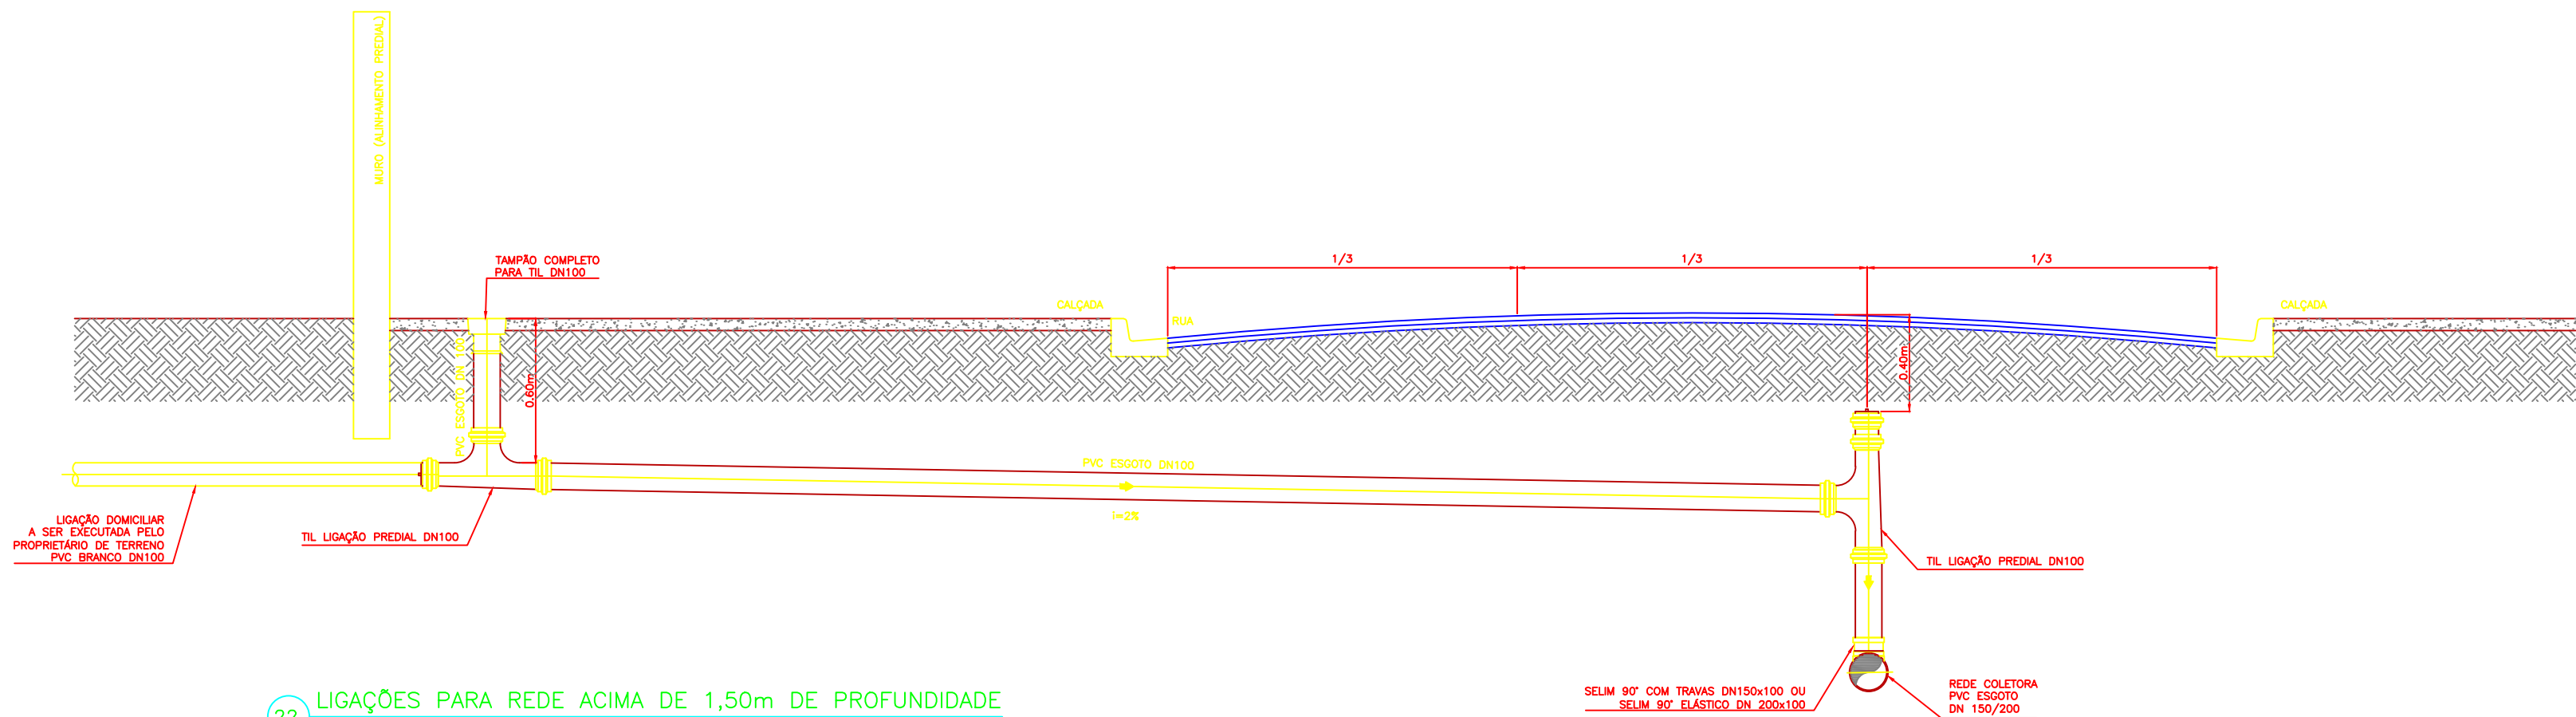 MURO (ALINHAMENTO PREDIAL)
TAMPÃO COMPLETO
PARA TIL DN100
1/3
1/3
1/3
CALÇADA
RUA
CALÇADA
PVC ESGOTO DN 100
0.60m
0.40m
PVC ESGOTO DN100
I=2%
LIGAÇÃO DOMICILIAR
A SER EXECUTADA PELO
PROPRIETÁRIO DE TERRENO
PVC BRANCO DN100
TIL LIGAÇÃO PREDIAL DN100
TIL LIGAÇÃO PREDIAL DN100
SELIM 90° COM TRAVAS DN150x100 OU
SELIM 90° ELÁSTICO DN 200x100
REDE COLETORA
PVC ESGOTO
DN 150/200
LIGAÇÕES PARA REDE ACIMA DE 1,50m DE PROFUNDIDADE